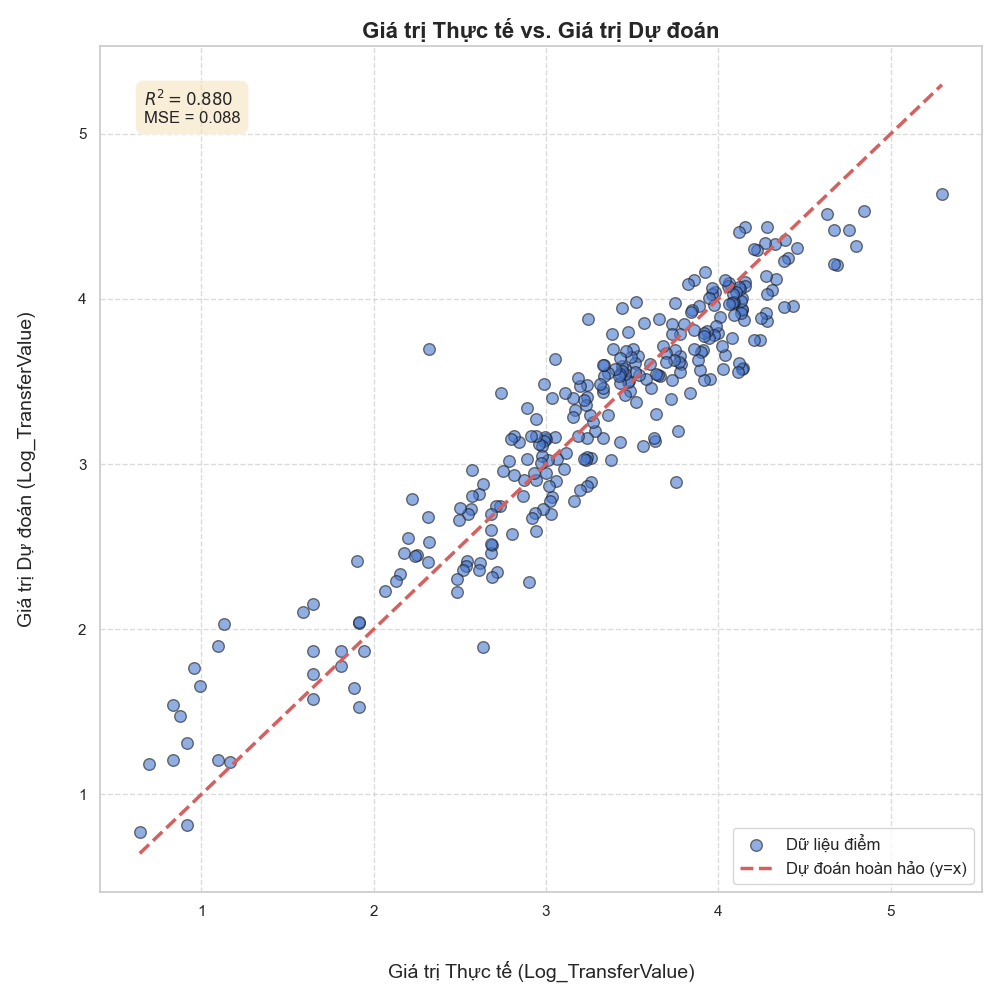 Giá trị Thực tế vs. Giá trị Dự đoán
R² = 0.880
MSE = 0.088
Giá trị Dự đoán (Log_TransferValue)
5
4
3
2
1
Dữ liệu điểm
Dự đoán hoàn hảo (y=x)
1 2 3 4 5
Giá trị Thực tế (Log_TransferValue)